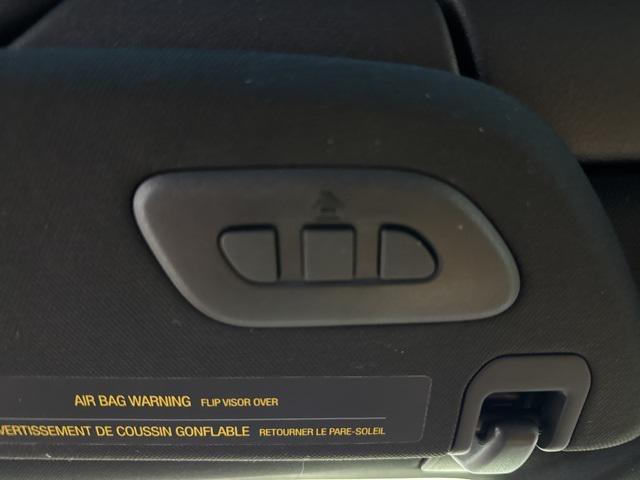 AIR BAG WARNING FLIP VISOR OVER
VERTISSEMENT DE COUSSIN GONFLABLE RETOURNER LE PARE-SOLEIL